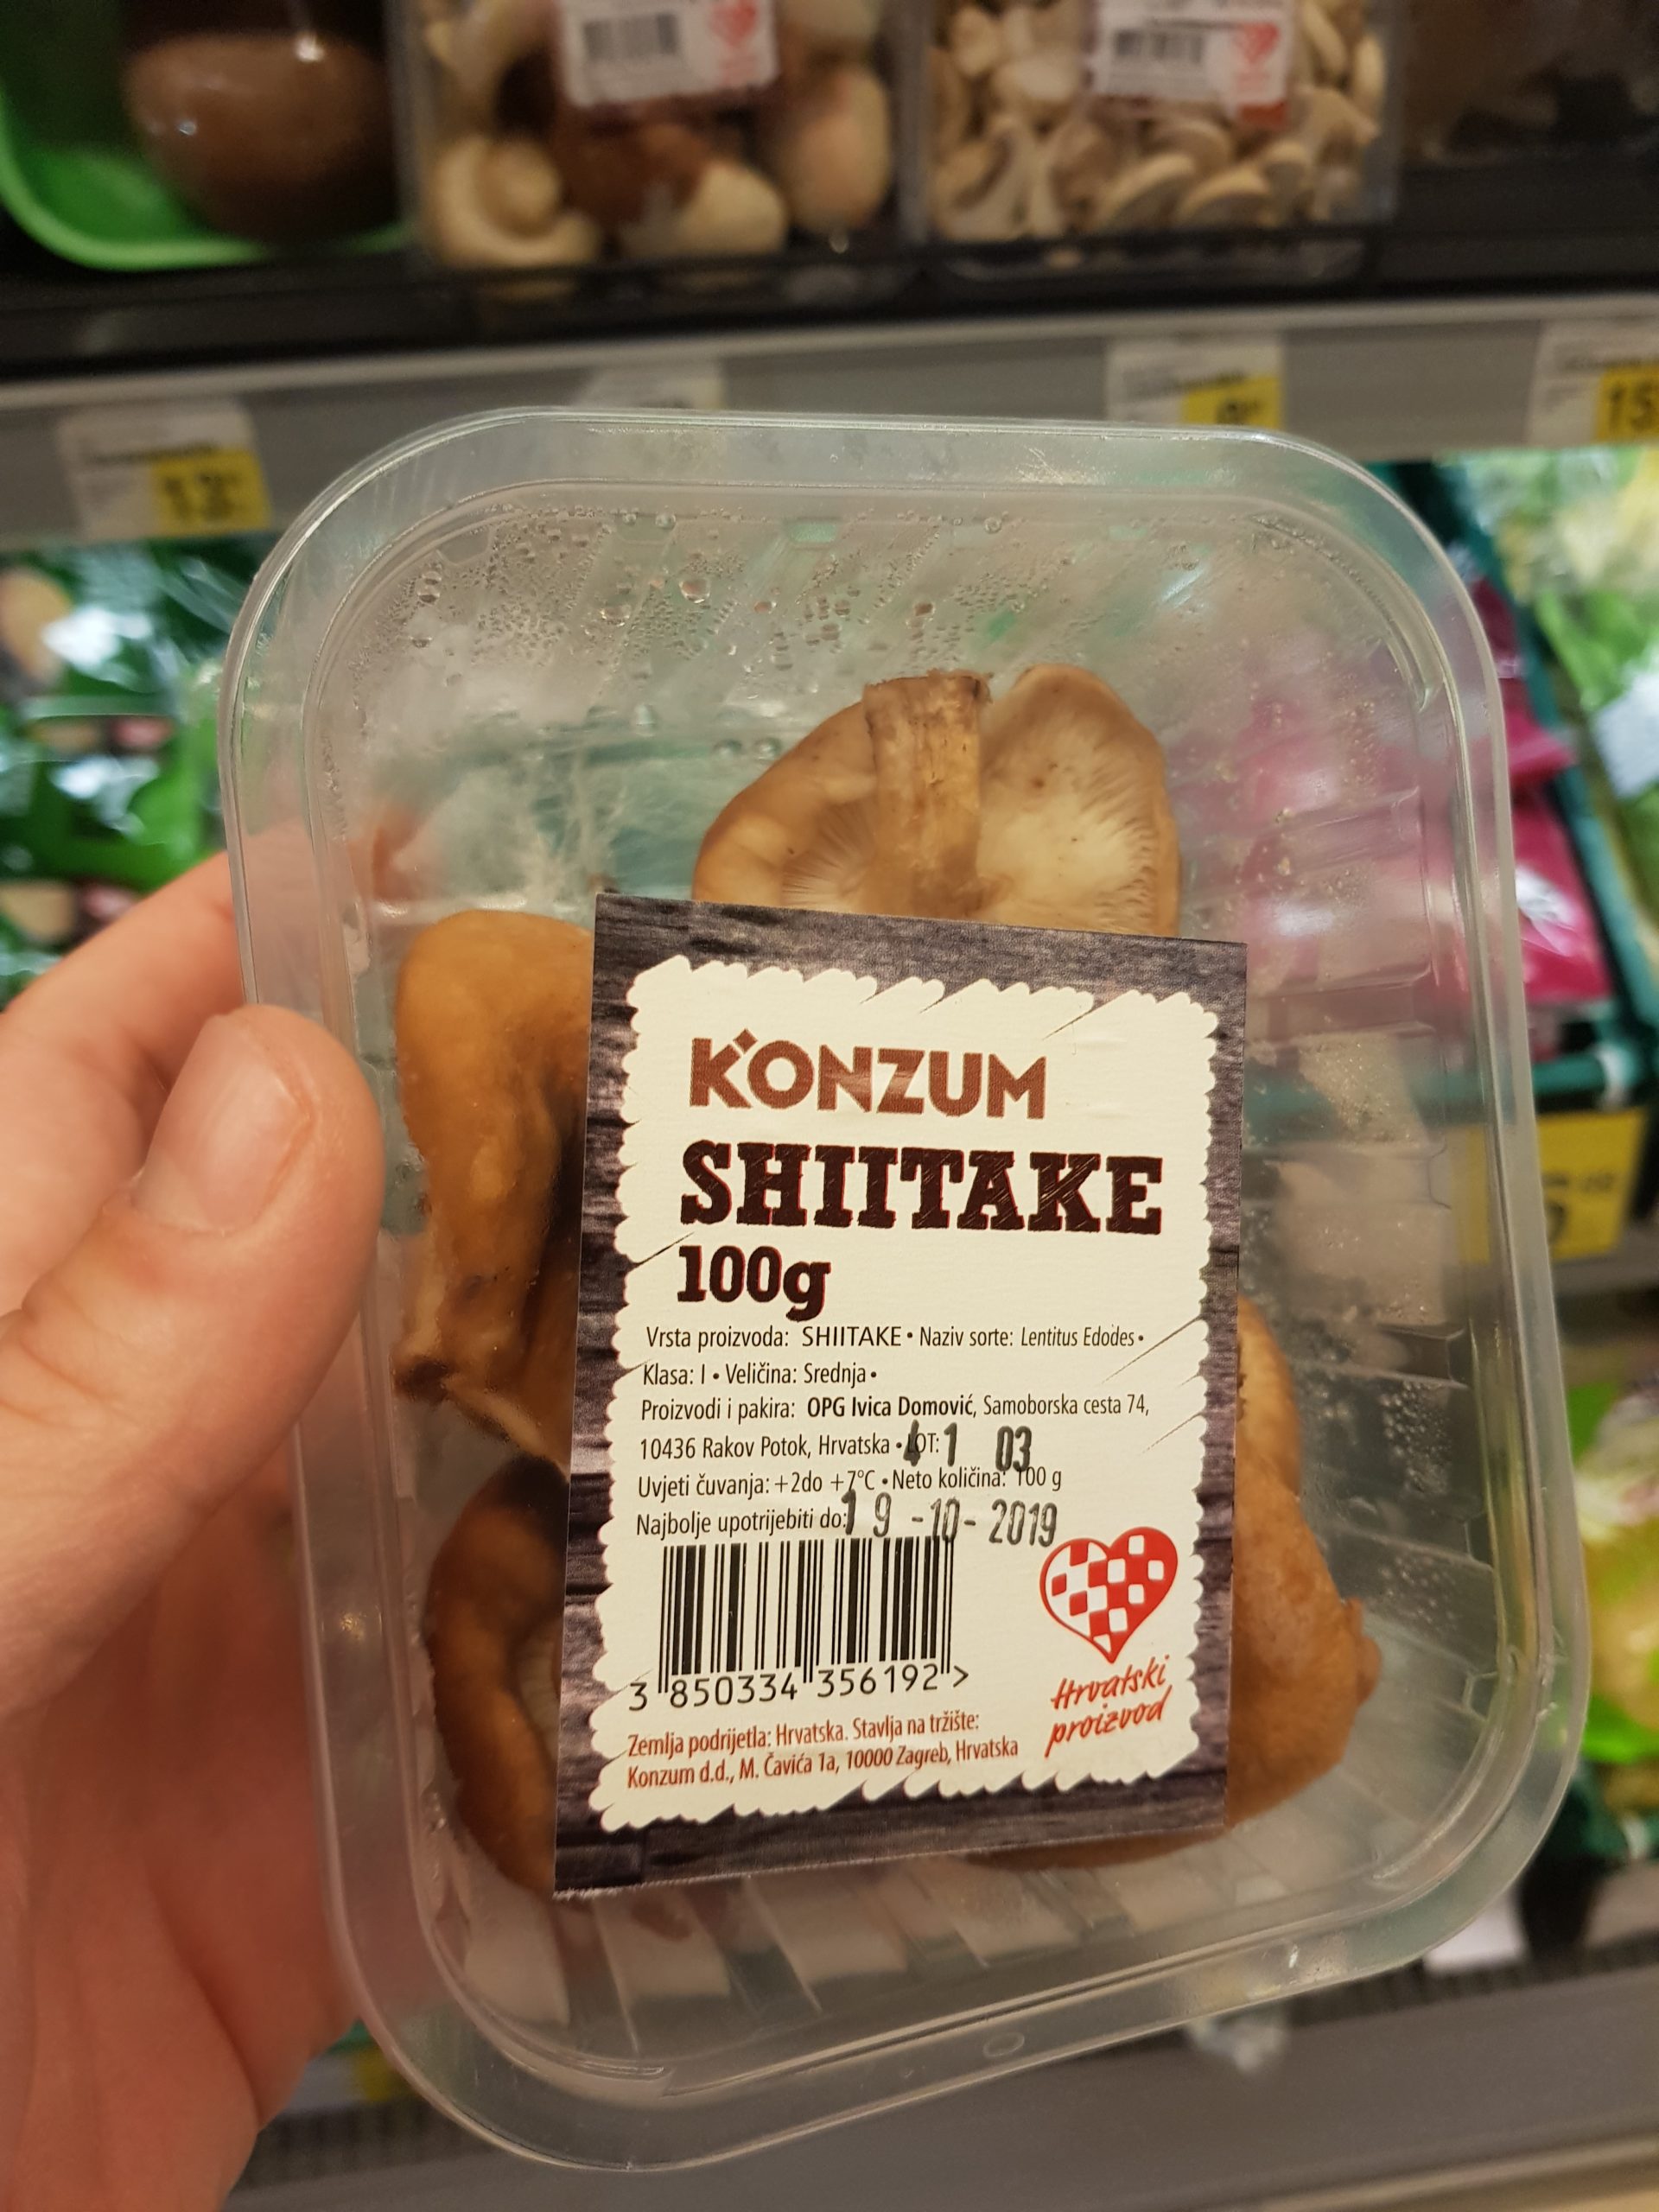 KONZUM
SHIITAKE
100g
Vrsta proizvoda: SHIITAKE • Naziv sorte: Lentitus Edodes •
Klasa: I • Veličina: Srednja •
Proizvodi i pakira: OPG Ivica Domović, Samoborska cesta 74,
10436 Rakov Potok, Hrvatska • LOT: 41 03
Uvjeti čuvanja: +2do +7°C • Neto količina: 100 g
Najbolje upotrijebiti do: 19 -10- 2019
3 850334 356192 >
Hrvatski
proizvod
Zemlja podrijetla: Hrvatska. Stavlja na tržište:
Konzum d.d., M. Čavića 1a, 10000 Zagreb, Hrvatska